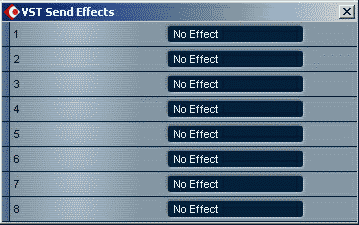 VST Send Effects
1 No Effect
2 No Effect
3 No Effect
4 No Effect
5 No Effect
6 No Effect
7 No Effect
8 No Effect